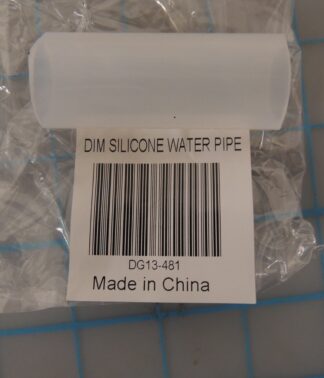 DIM SILICONE WATER PIPE
DG13-481
Made in China